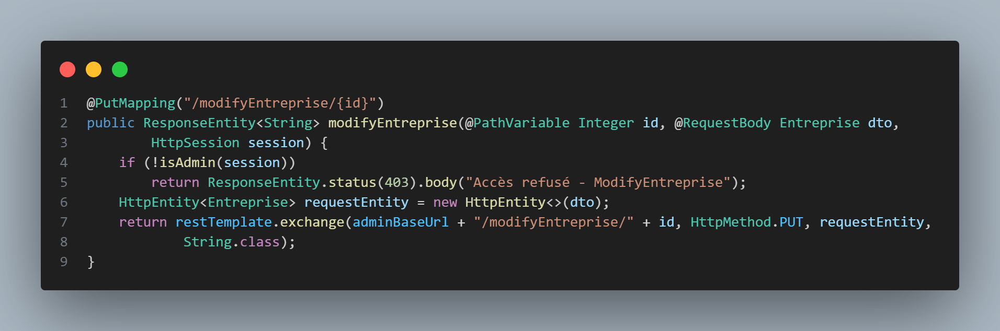 1 @PutMapping("/modifyEntreprise/{id}")
2 public ResponseEntity<String> modifyEntreprise(@PathVariable Integer id, @RequestBody Entreprise dto,
3         HttpSession session) {
4     if (!isAdmin(session))
5         return ResponseEntity.status(403).body("Accès refusé - ModifyEntreprise");
6     HttpEntity<Entreprise> requestEntity = new HttpEntity<>(dto);
7     return restTemplate.exchange(adminBaseUrl + "/modifyEntreprise/" + id, HttpMethod.PUT, requestEntity,
8             String.class);
9 }